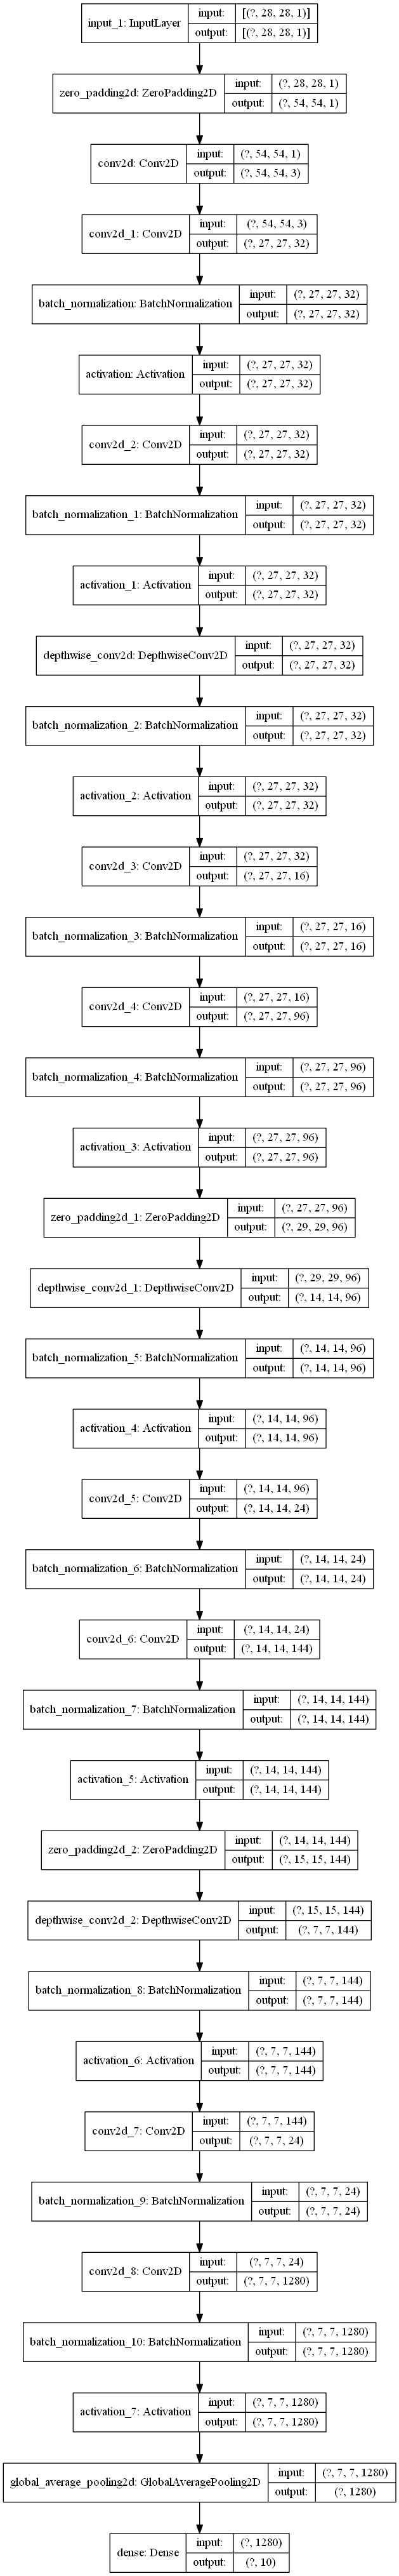 input_1: InputLayer
input: [(?, 28, 28, 1)]
output: [(?, 28, 28, 1)]
zero_padding2d: ZeroPadding2D
input: (?, 28, 28, 1)
output: (?, 54, 54, 1)
conv2d: Conv2D
input: (?, 54, 54, 1)
output: (?, 54, 54, 3)
conv2d_1: Conv2D
input: (?, 54, 54, 3)
output: (?, 27, 27, 32)
batch_normalization: BatchNormalization
input: (?, 27, 27, 32)
output: (?, 27, 27, 32)
activation: Activation
input: (?, 27, 27, 32)
output: (?, 27, 27, 32)
conv2d_2: Conv2D
input: (?, 27, 27, 32)
output: (?, 27, 27, 32)
batch_normalization_1: BatchNormalization
input: (?, 27, 27, 32)
output: (?, 27, 27, 32)
activation_1: Activation
input: (?, 27, 27, 32)
output: (?, 27, 27, 32)
depthwise_conv2d: DepthwiseConv2D
input: (?, 27, 27, 32)
output: (?, 27, 27, 32)
batch_normalization_2: BatchNormalization
input: (?, 27, 27, 32)
output: (?, 27, 27, 32)
activation_2: Activation
input: (?, 27, 27, 32)
output: (?, 27, 27, 32)
conv2d_3: Conv2D
input: (?, 27, 27, 32)
output: (?, 27, 27, 16)
batch_normalization_3: BatchNormalization
input: (?, 27, 27, 16)
output: (?, 27, 27, 16)
conv2d_4: Conv2D
input: (?, 27, 27, 16)
output: (?, 27, 27, 96)
batch_normalization_4: BatchNormalization
input: (?, 27, 27, 96)
output: (?, 27, 27, 96)
activation_3: Activation
input: (?, 27, 27, 96)
output: (?, 27, 27, 96)
zero_padding2d_1: ZeroPadding2D
input: (?, 27, 27, 96)
output: (?, 29, 29, 96)
depthwise_conv2d_1: DepthwiseConv2D
input: (?, 29, 29, 96)
output: (?, 14, 14, 96)
batch_normalization_5: BatchNormalization
input: (?, 14, 14, 96)
output: (?, 14, 14, 96)
activation_4: Activation
input: (?, 14, 14, 96)
output: (?, 14, 14, 96)
conv2d_5: Conv2D
input: (?, 14, 14, 96)
output: (?, 14, 14, 24)
batch_normalization_6: BatchNormalization
input: (?, 14, 14, 24)
output: (?, 14, 14, 24)
conv2d_6: Conv2D
input: (?, 14, 14, 24)
output: (?, 14, 14, 144)
batch_normalization_7: BatchNormalization
input: (?, 14, 14, 144)
output: (?, 14, 14, 144)
activation_5: Activation
input: (?, 14, 14, 144)
output: (?, 14, 14, 144)
zero_padding2d_2: ZeroPadding2D
input: (?, 14, 14, 144)
output: (?, 15, 15, 144)
depthwise_conv2d_2: DepthwiseConv2D
input: (?, 15, 15, 144)
output: (?, 7, 7, 144)
batch_normalization_8: BatchNormalization
input: (?, 7, 7, 144)
output: (?, 7, 7, 144)
activation_6: Activation
input: (?, 7, 7, 144)
output: (?, 7, 7, 144)
conv2d_7: Conv2D
input: (?, 7, 7, 144)
output: (?, 7, 7, 24)
batch_normalization_9: BatchNormalization
input: (?, 7, 7, 24)
output: (?, 7, 7, 24)
conv2d_8: Conv2D
input: (?, 7, 7, 24)
output: (?, 7, 7, 1280)
batch_normalization_10: BatchNormalization
input: (?, 7, 7, 1280)
output: (?, 7, 7, 1280)
activation_7: Activation
input: (?, 7, 7, 1280)
output: (?, 7, 7, 1280)
global_average_pooling2d: GlobalAveragePooling2D
input: (?, 7, 7, 1280)
output: (?, 1280)
dense: Dense
input: (?, 1280)
output: (?, 10)